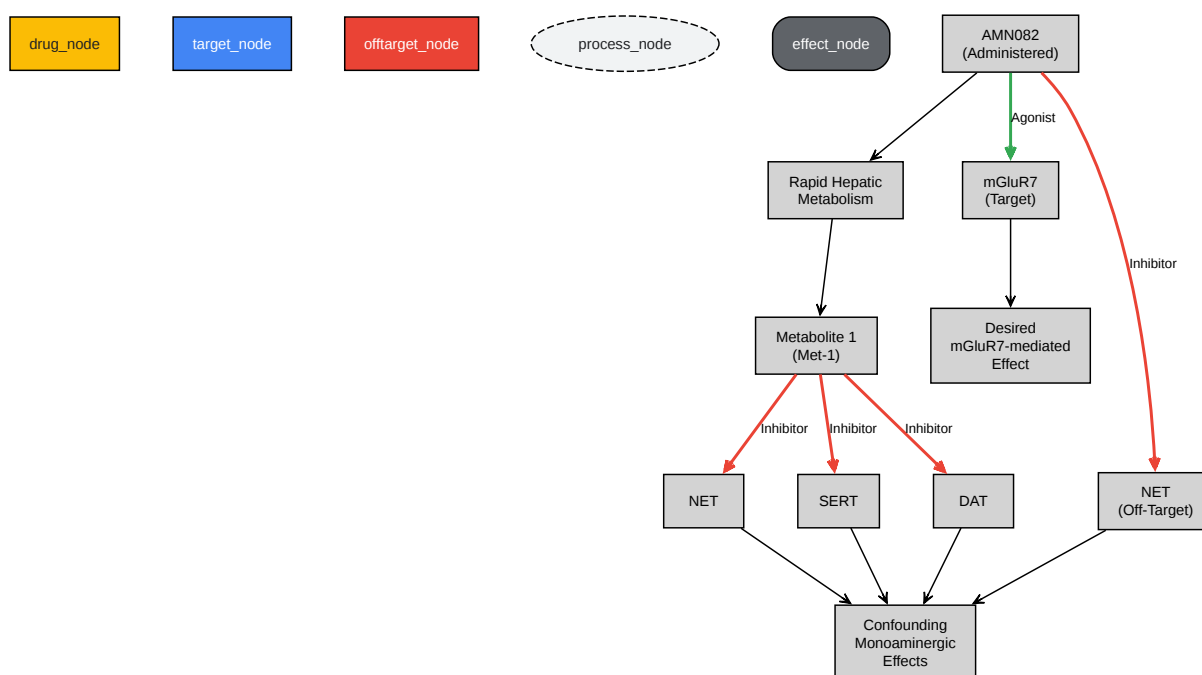 drug_node
target_node
offtarget_node
process_node
effect_node
AMN082
(Administered)
Agonist
Rapid Hepatic
Metabolism
mGluR7
(Target)
Inhibitor
Metabolite 1
(Met-1)
Desired
mGluR7-mediated
Effect
Inhibitor
Inhibitor
Inhibitor
NET
SERT
DAT
NET
(Off-Target)
Confounding
Monoaminergic
Effects